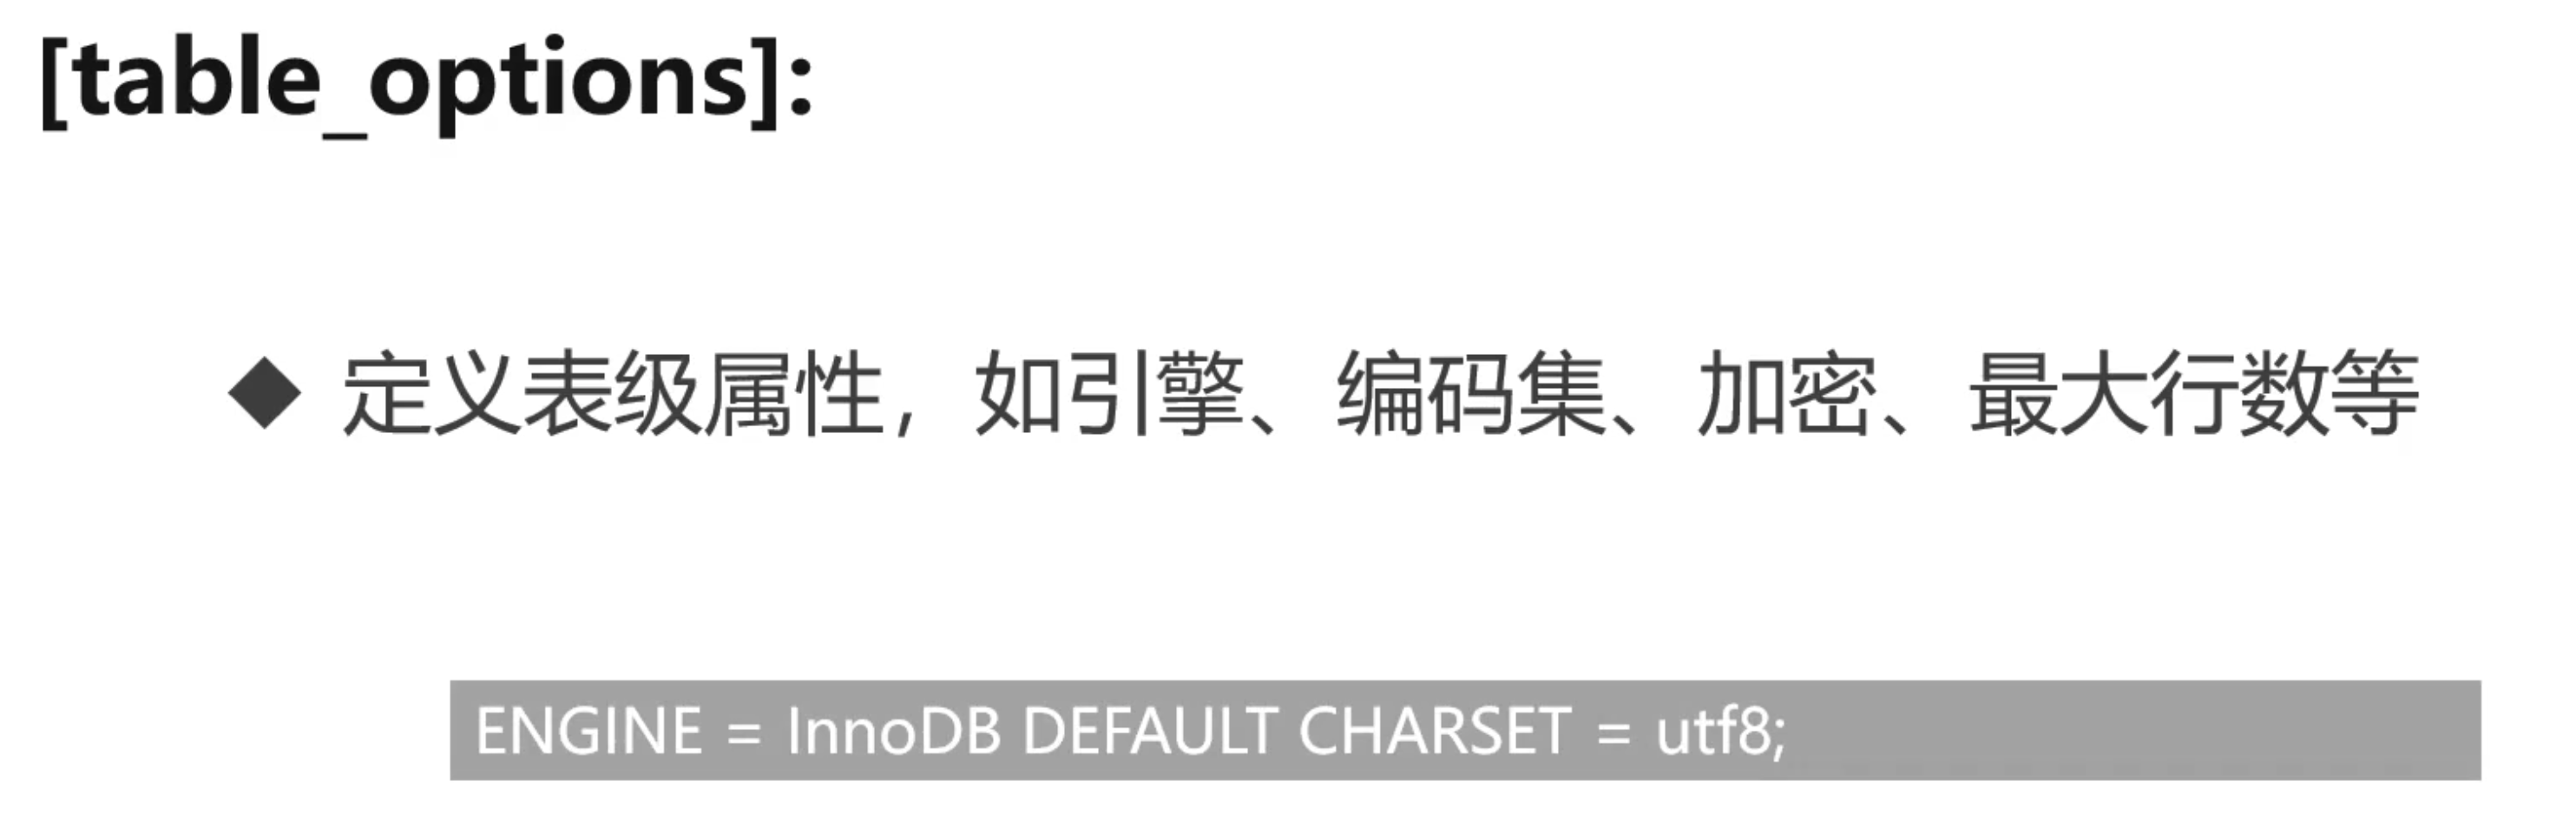 [table_options]:
◆ 定义表级属性，如引擎、编码集、加密、最大行数等
ENGINE = InnoDB DEFAULT CHARSET = utf8;